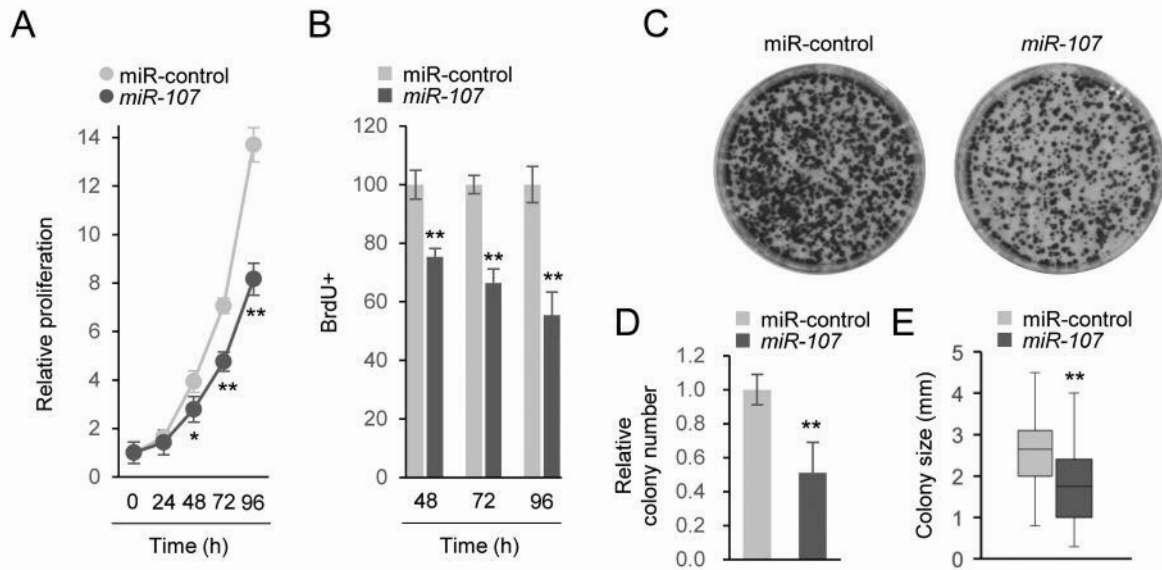 A
miR-control
miR-107
14
12
10
8
6
4
2
0
Relative proliferation
**
**
*
0 24 48 72 96
Time (h)
B
miR-control
miR-107
120
100
80
60
40
20
0
BrdU+
**
**
**
48 72 96
Time (h)
C
miR-control
miR-107
D
miR-control
miR-107
1.2
1.0
0.8
0.6
0.4
0.2
0.0
Relative
colony number
**
E
miR-control
miR-107
5
4
3
2
1
0
Colony size (mm)
**